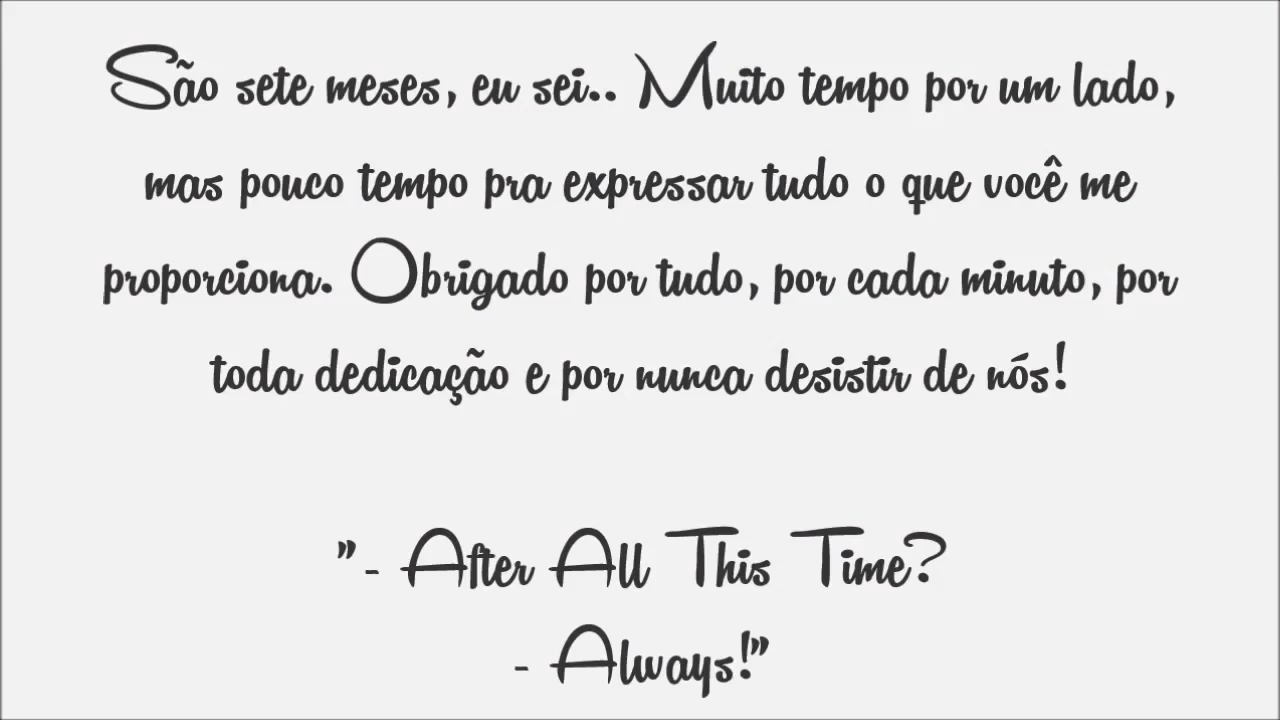 São sete meses, eu sei.. Muito tempo por um lado,
mas pouco tempo pra expressar tudo o que você me
proporciona. Obrigado por tudo, por cada minuto, por
toda dedicação e por nunca desistir de nós!
"- After All This Time?
- Always!"